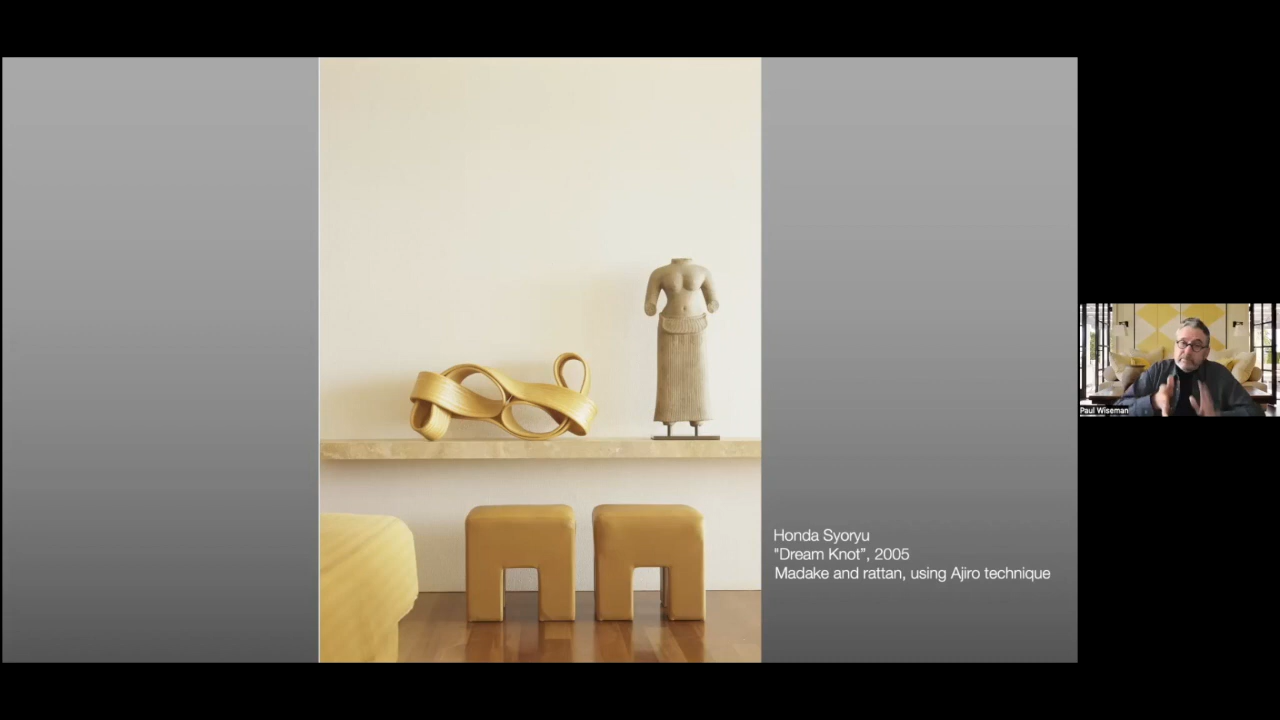 Honda Syoryu
"Dream Knot”, 2005
Madake and rattan, using Ajiro technique
Paul Wiseman